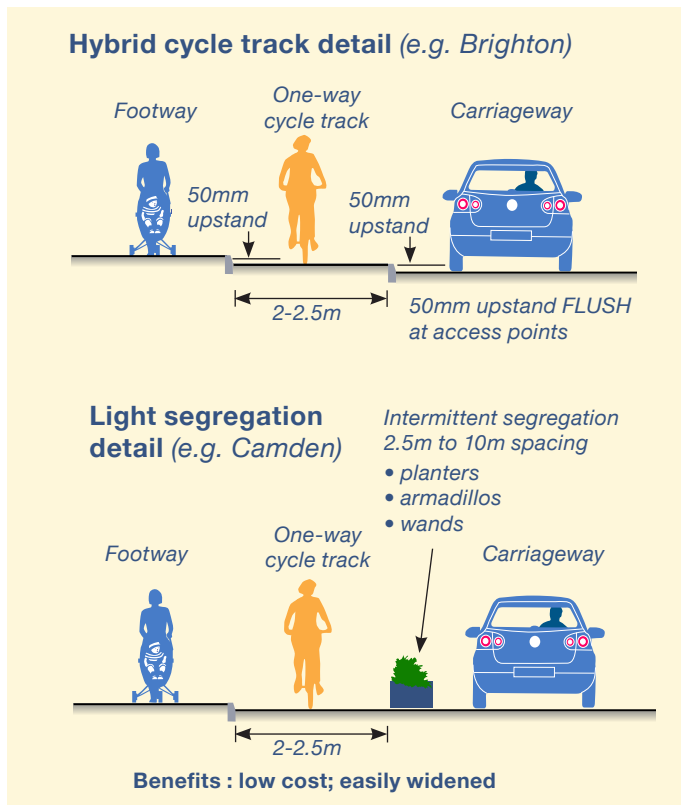 Hybrid cycle track detail (e.g. Brighton)
Footway
One-way
cycle track
Carriageway
50mm
upstand
50mm
upstand
2-2.5m
50mm upstand FLUSH
at access points
Light segregation
detail (e.g. Camden)
Intermittent segregation
2.5m to 10m spacing
• planters
• armadillos
• wands
Footway
One-way
cycle track
Carriageway
2-2.5m
Benefits : low cost; easily widened